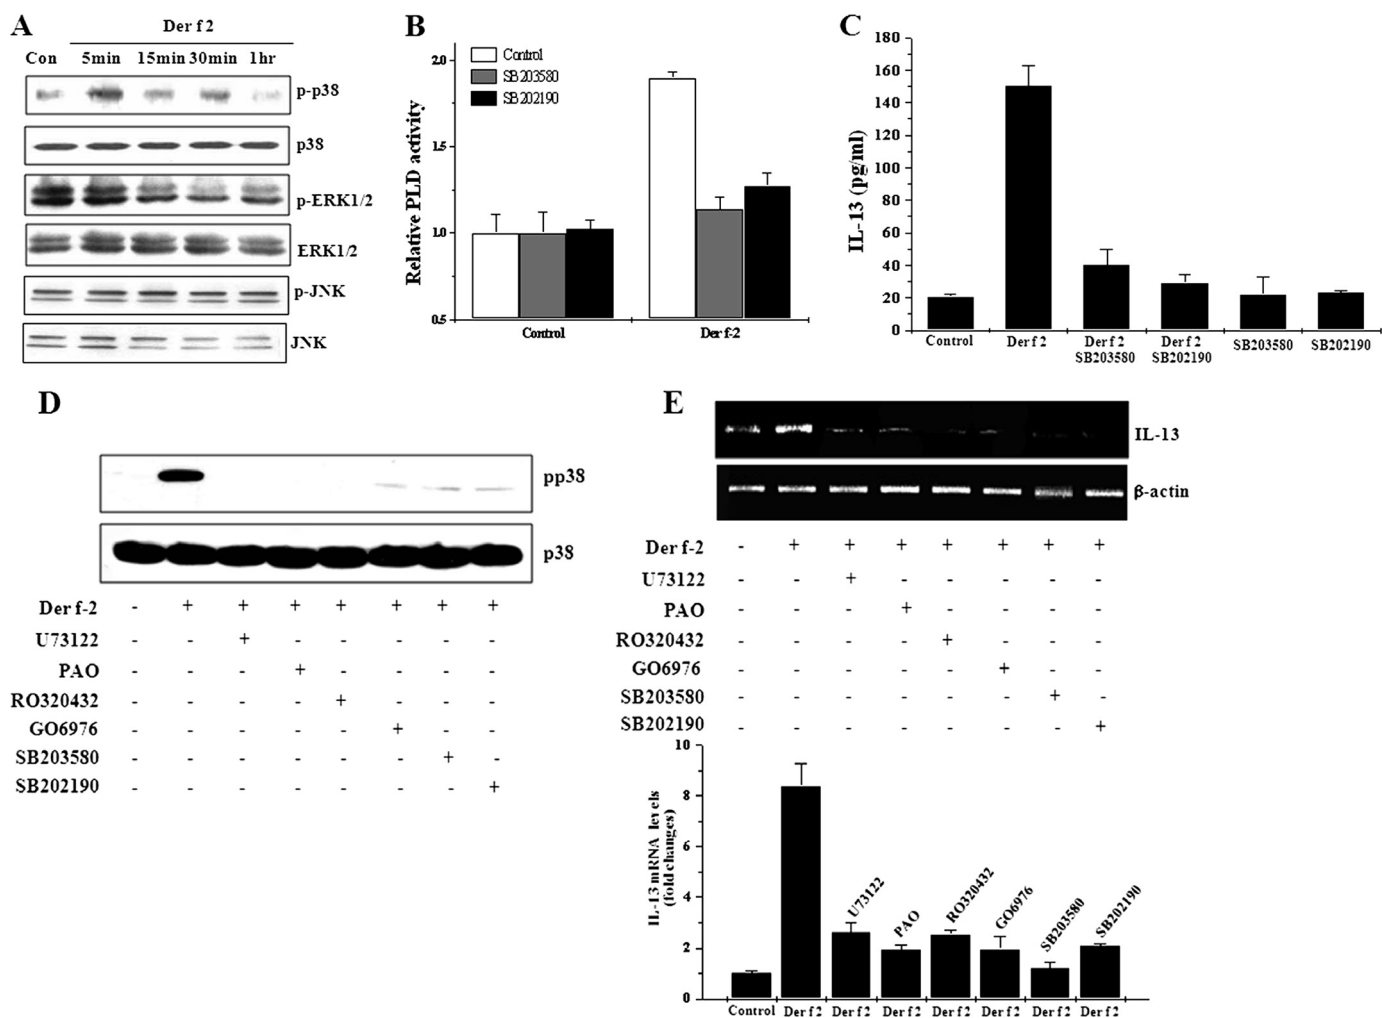 A
Der f 2
Con 5min 15min 30min 1hr
p-p38
p38
p-ERK1/2
ERK1/2
p-JNK
JNK
B
Relative PLD activity
2.0
1.5
1.0
0.5
Control
SB203580
SB202190
Control Der f-2
C
IL-13 (pg/ml)
180
160
140
120
100
80
60
40
20
0
Control Der f 2 Der f 2 Der f 2 SB203580 SB202190
SB203580 SB202190
D
pp38
p38
Der f-2 - + + + + + + +
U73122 - - + - - - - -
PAO - - - + - - - -
RO320432 - - - - + - - -
GO6976 - - - - - + - -
SB203580 - - - - - - + -
SB202190 - - - - - - - +
E
IL-13
β-actin
Der f-2 - + + + + + + +
U73122 - - + - - - - -
PAO - - - + - - - -
RO320432 - - - - + - - -
GO6976 - - - - - + - -
SB203580 - - - - - - + -
SB202190 - - - - - - - +
IL-13 mRNA levels
(fold changes)
10
8
6
4
2
0
U73122
PAO
RO320432
GO6976
SB203580
SB202190
Control Der f 2 Der f 2 Der f 2 Der f 2 Der f 2 Der f 2 Der f 2